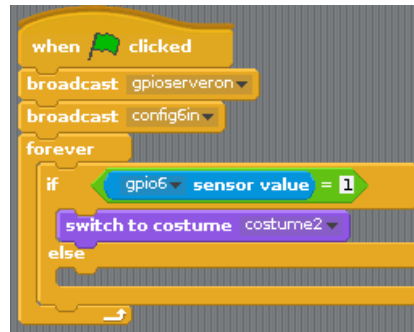 when clicked
broadcast gpioserveron
broadcast config6in
forever
if gpio6 sensor value = 1
switch to costume costume2
else